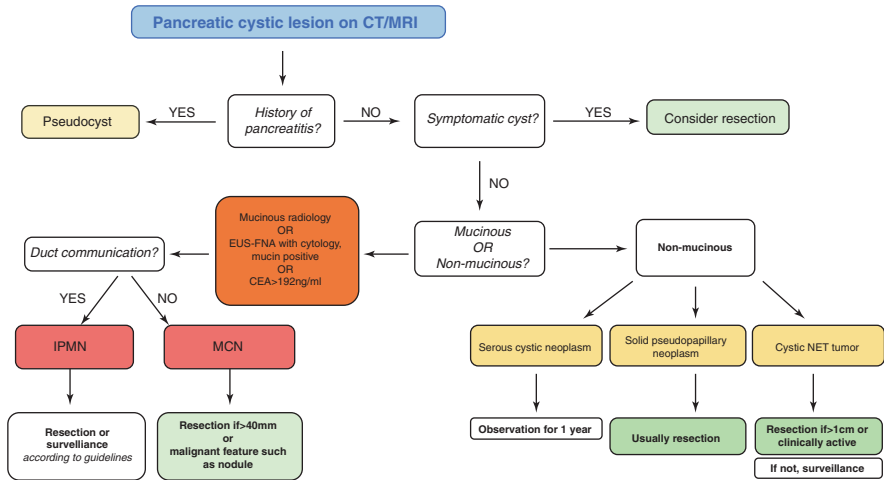 Pancreatic cystic lesion on CT/MRI
Pseudocyst
YES
History of
pancreatitis?
NO
Symptomatic cyst?
YES
Consider resection
NO
Duct communication?
Mucinous radiology
OR
EUS-FNA with cytology,
mucin positive
OR
CEA>192ng/ml
Mucinous
OR
Non-mucinous?
Non-mucinous
YES
NO
IPMN
MCN
Serous cystic neoplasm
Solid pseudopapillary
neoplasm
Cystic NET tumor
Resection or
survelliance
according to guidelines
Resection if>40mm
or
malignant feature such
as nodule
Observation for 1 year
Usually resection
Resection if>1cm or
clinically active
If not, surveillance